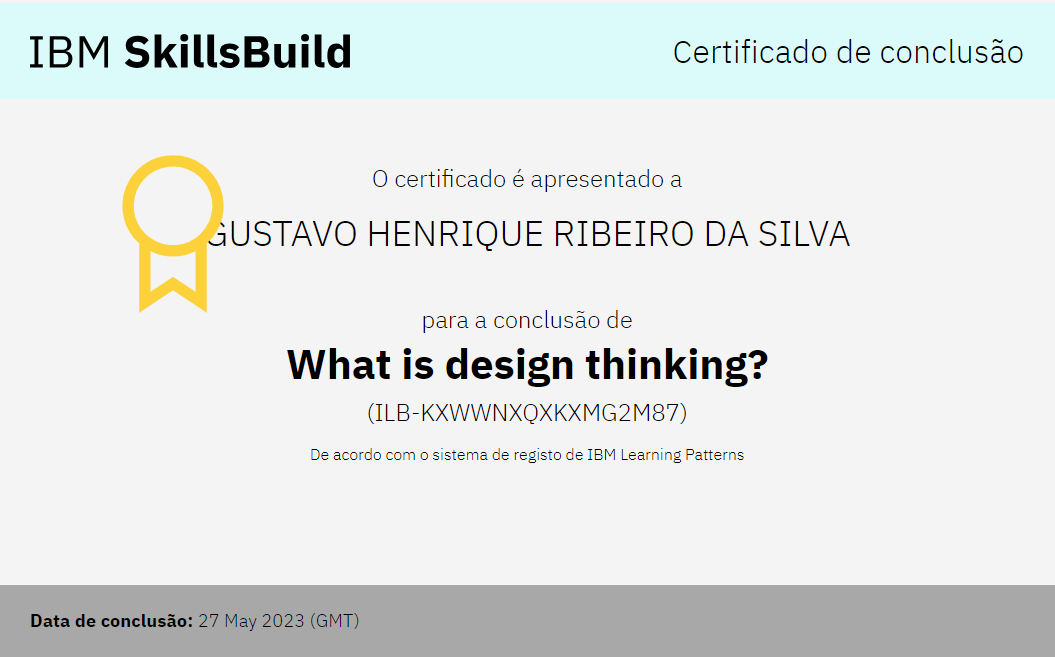 IBM SkillsBuild
Certificado de conclusão
O certificado é apresentado a
GUSTAVO HENRIQUE RIBEIRO DA SILVA
para a conclusão de
What is design thinking?
(ILB-KXWWNXQXKXMG2M87)
De acordo com o sistema de registo de IBM Learning Patterns
Data de conclusão: 27 May 2023 (GMT)